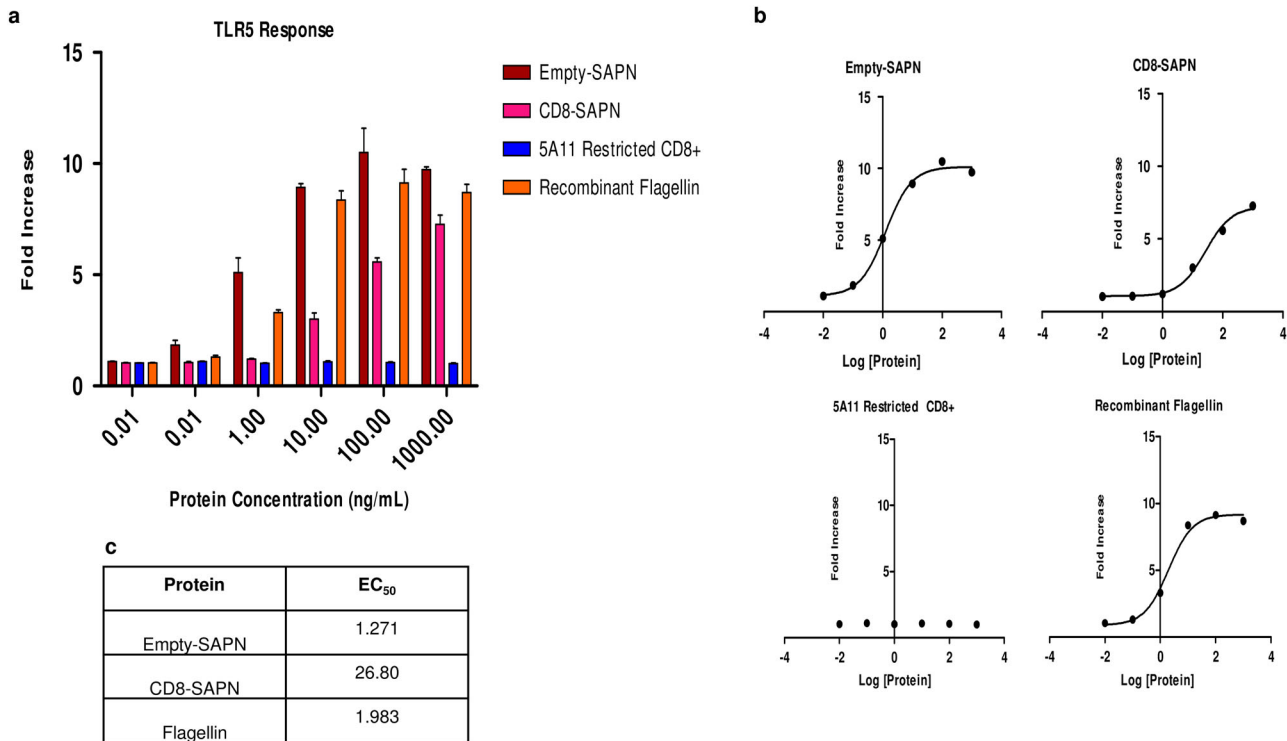 a
TLR5 Response
15
10
5
0
Fold Increase
0.01
0.01
1.00
10.00
100.00
1000.00
Protein Concentration (ng/mL)
Empty-SAPN
CD8-SAPN
5A11 Restricted CD8+
Recombinant Flagellin
b
Empty-SAPN
15
10
5
Fold Increase
-4
-2
0
2
4
Log [Protein]
CD8-SAPN
15
10
5
Fold Increase
-4
-2
0
2
4
Log [Protein]
5A11 Restricted CD8+
15
10
5
Fold Increase
-4
-2
0
2
4
Log [Protein]
Recombinant Flagellin
15
10
5
Fold Increase
-4
-2
0
2
4
Log [Protein]
c
Protein EC50
Empty-SAPN 1.271
CD8-SAPN 26.80
Flagellin 1.983